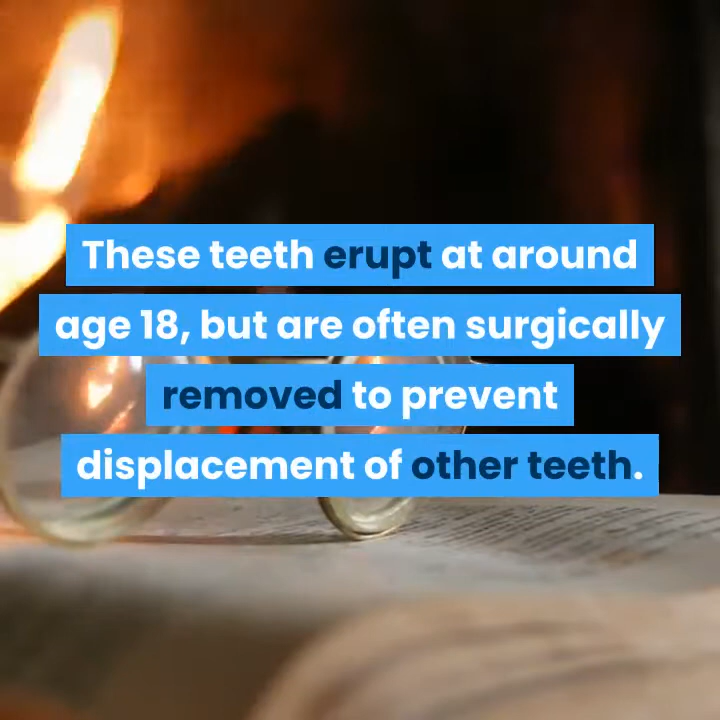 These teeth erupt at around
age 18, but are often surgically
removed to prevent
displacement of other teeth.